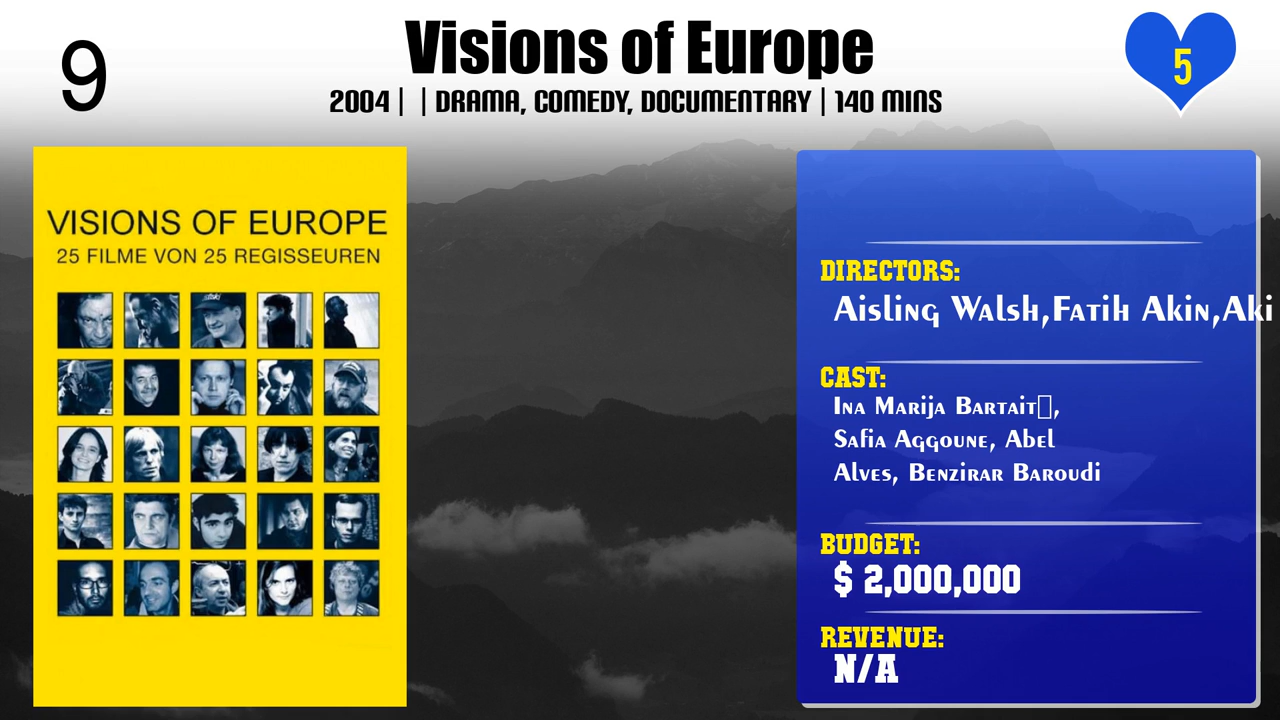 9
Visions of Europe
2004 | | DRAMA, COMEDY, DOCUMENTARY | 140 MINS
5
VISIONS OF EUROPE
25 FILME VON 25 REGISSEUREN
DIRECTORS:
Aisling Walsh,Fatih Akin,Aki
CAST:
Ina Marija Bartait▯,
Safia Aggoune, Abel
Alves, Benzirar Baroudi
BUDGET:
$ 2,000,000
REVENUE:
N/A